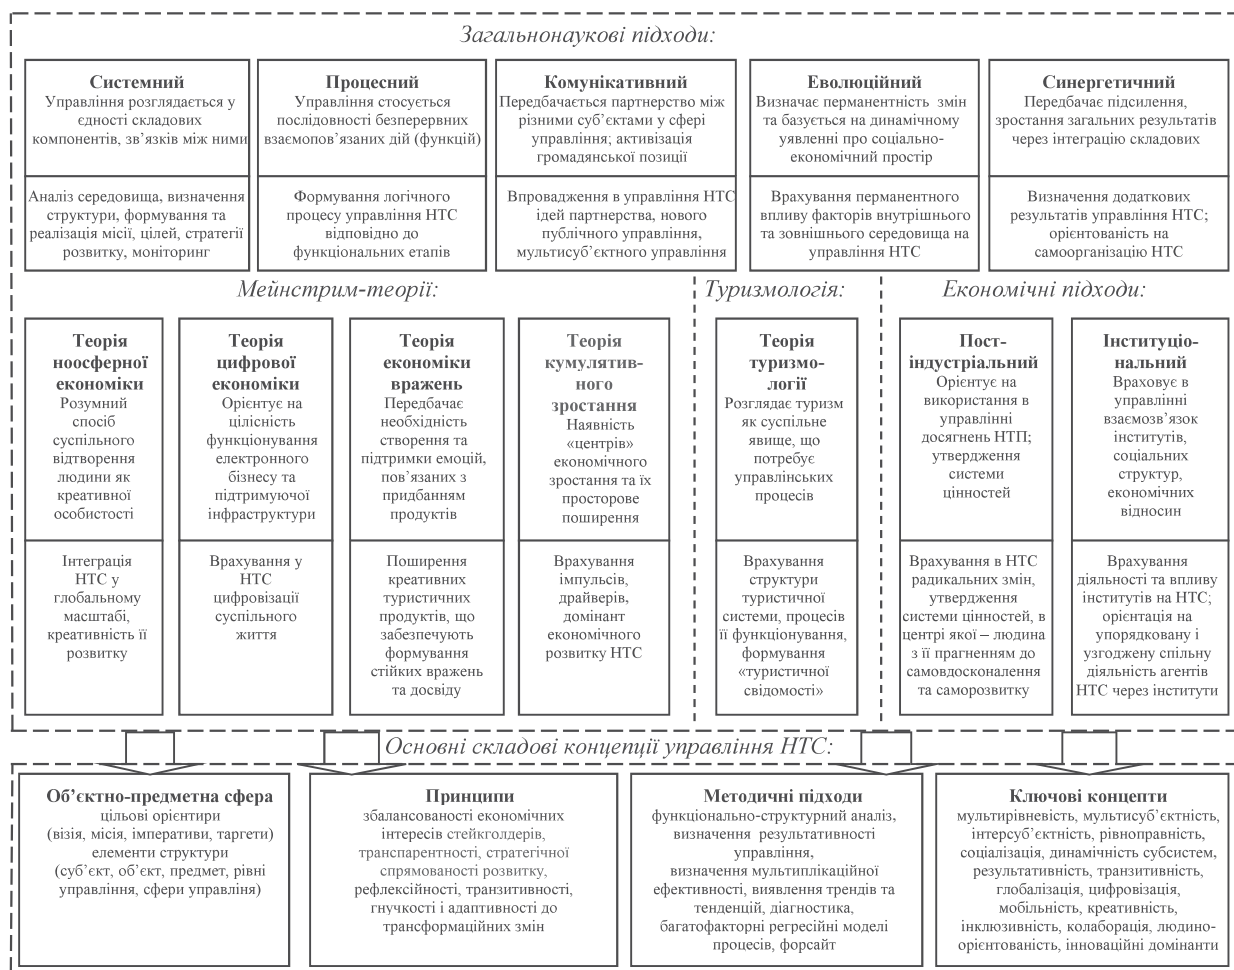 Загальнонаукові підходи:
Системний
Управління розглядається у
єдності складових
компонентів, зв’язків між ними
Аналіз середовища, визначення
структури, формування та
реалізація місії, цілей, стратегії
розвитку, моніторинг
Процесний
Управління стосується
послідовності безперервних
взаємопов’язаних дій (функцій)
Формування логічного
процесу управління НТС
відповідно до
функціональних етапів
Комунікативний
Передбачається партнерство між
різними суб’єктами у сфері
управління; активізація
громадянської позиції
Впровадження в управління НТС
ідей партнерства, нового
публічного управління,
мультисуб’єктного управління
Еволюційний
Визначає перманентність змін
та базується на динамічному
уявленні про соціально-
економічний простір
Врахування перманентного
впливу факторів внутрішнього
та зовнішнього середовища на
управління НТС
Синергетичний
Передбачає підсилення,
зростання загальних результатів
через інтеграцію складових
Визначення додаткових
результатів управління НТС;
орієнтованість на
самоорганізацію НТС
Мейнстрим-теорії:
Теорія
ноосферної
економіки
Розумний
спосіб
суспільного
відтворення
людини як
креативної
особистості
Інтеграція
НТС у
глобальному
масштабі,
креативність її
розвитку
Теорія
цифрової
економіки
Орієнтує на
цілісність
функціонування
електронного
бізнесу та
підтримуючої
інфраструктури
Врахування у
НТС
цифровізації
суспільного
життя
Теорія
економіки
вражень
Передбачає
необхідність
створення та
підтримки емоцій,
пов’язаних з
придбанням
продуктів
Поширення
креативних
туристичних
продуктів, що
забезпечують
формування
стійких вражень
та досвіду
Теорія
кумулятив-
ного
зростання
Наявність
«центрів»
економічного
зростання та їх
просторове
поширення
Врахування
імпульсів,
драйверів,
домінант
економічного
розвитку НТС
Туризмологія:
Теорія
туризмо-
логії
Розглядає туризм
як суспільне
явище, що
потребує
управлінських
процесів
Врахування
структури
туристичної
системи, процесів
її функціонування,
формування
«туристичної
свідомості»
Економічні підходи:
Пост-
індустріальний
Орієнтує на
використання в
управлінні
досягнень НТП;
утвердження
системи
цінностей
Врахування в НТС
радикальних змін,
утвердження
системи цінностей, в
центрі якої – людина
з її прагненням до
самовдосконалення
та саморозвитку
Інституціо-
нальний
Враховує в
управлінні
взаємозв’язок
інститутів,
соціальних
структур,
економічних
відносин
Врахування
діяльності та впливу
інститутів на НТС;
орієнтація на
упорядковану і
узгоджену спільну
діяльність агентів
НТС через інститути
Основні складові концепції управління НТС:
Об’єктно-предметна сфера
цільові орієнтири
(візія, місія, імперативи, таргети)
елементи структури
(суб’єкт, об’єкт, предмет, рівні
управління, сфери управліня)
Принципи
збалансованості економічних
інтересів стейкголдерів,
транспарентності, стратегічної
спрямованості розвитку,
рефлексійності, транзитивності,
гнучкості і адаптивності до
трансформаційних змін
Методичні підходи
функціонально-структурний аналіз,
визначення результативності
управління,
визначення мультиплікаційної
ефективності, виявлення трендів та
тенденцій, діагностика,
багатофакторні регресійні моделі
процесів, форсайт
Ключові концепти
мультирівневість, мультисуб’єктність,
інтерсуб’єктність, рівноправність,
соціалізація, динамічність субсистем,
результативність, транзитивність,
глобалізація, цифровізація,
мобільність, креативність,
інклюзивність, колаборація, людино-
орієнтованість, інноваційні домінанти